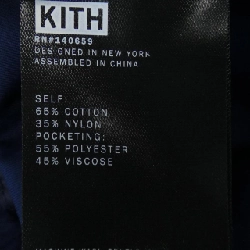 KITH
RN#140659
DESIGNED IN NEW YORK
ASSEMBLED IN CHINA
SELF:
65% COTTON
35% NYLON
POCKETING:
55% POLYESTER
45% VISCOSE